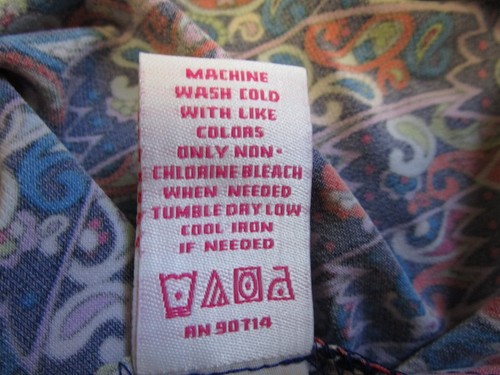 MACHINE
WASH COLD
WITH LIKE
COLORS
ONLY NON-
CHLORINE BLEACH
WHEN NEEDED
TUMBLE DRY LOW
COOL IRON
IF NEEDED
AN 90714